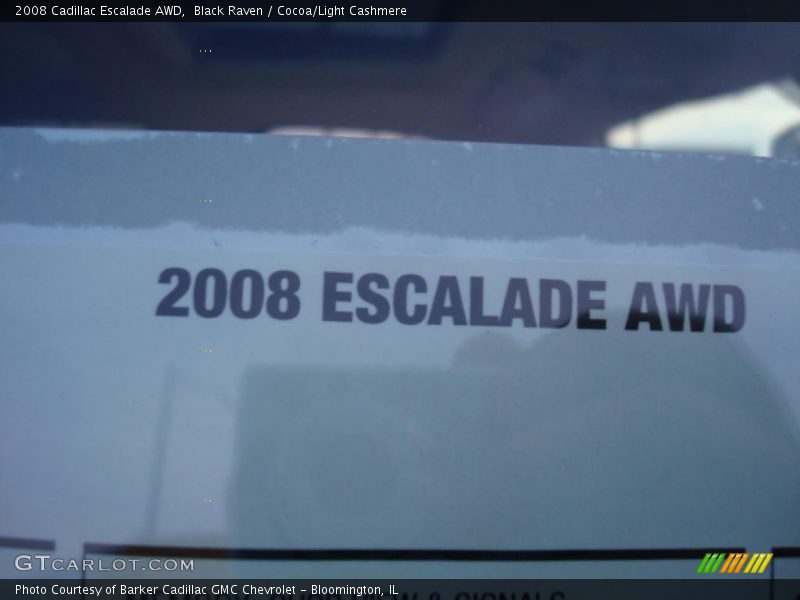 2008 Cadillac Escalade AWD,  Black Raven / Cocoa/Light Cashmere
2008 ESCALADE AWD
GTCARLOT.COM
Photo Courtesy of Barker Cadillac GMC Chevrolet - Bloomington, IL